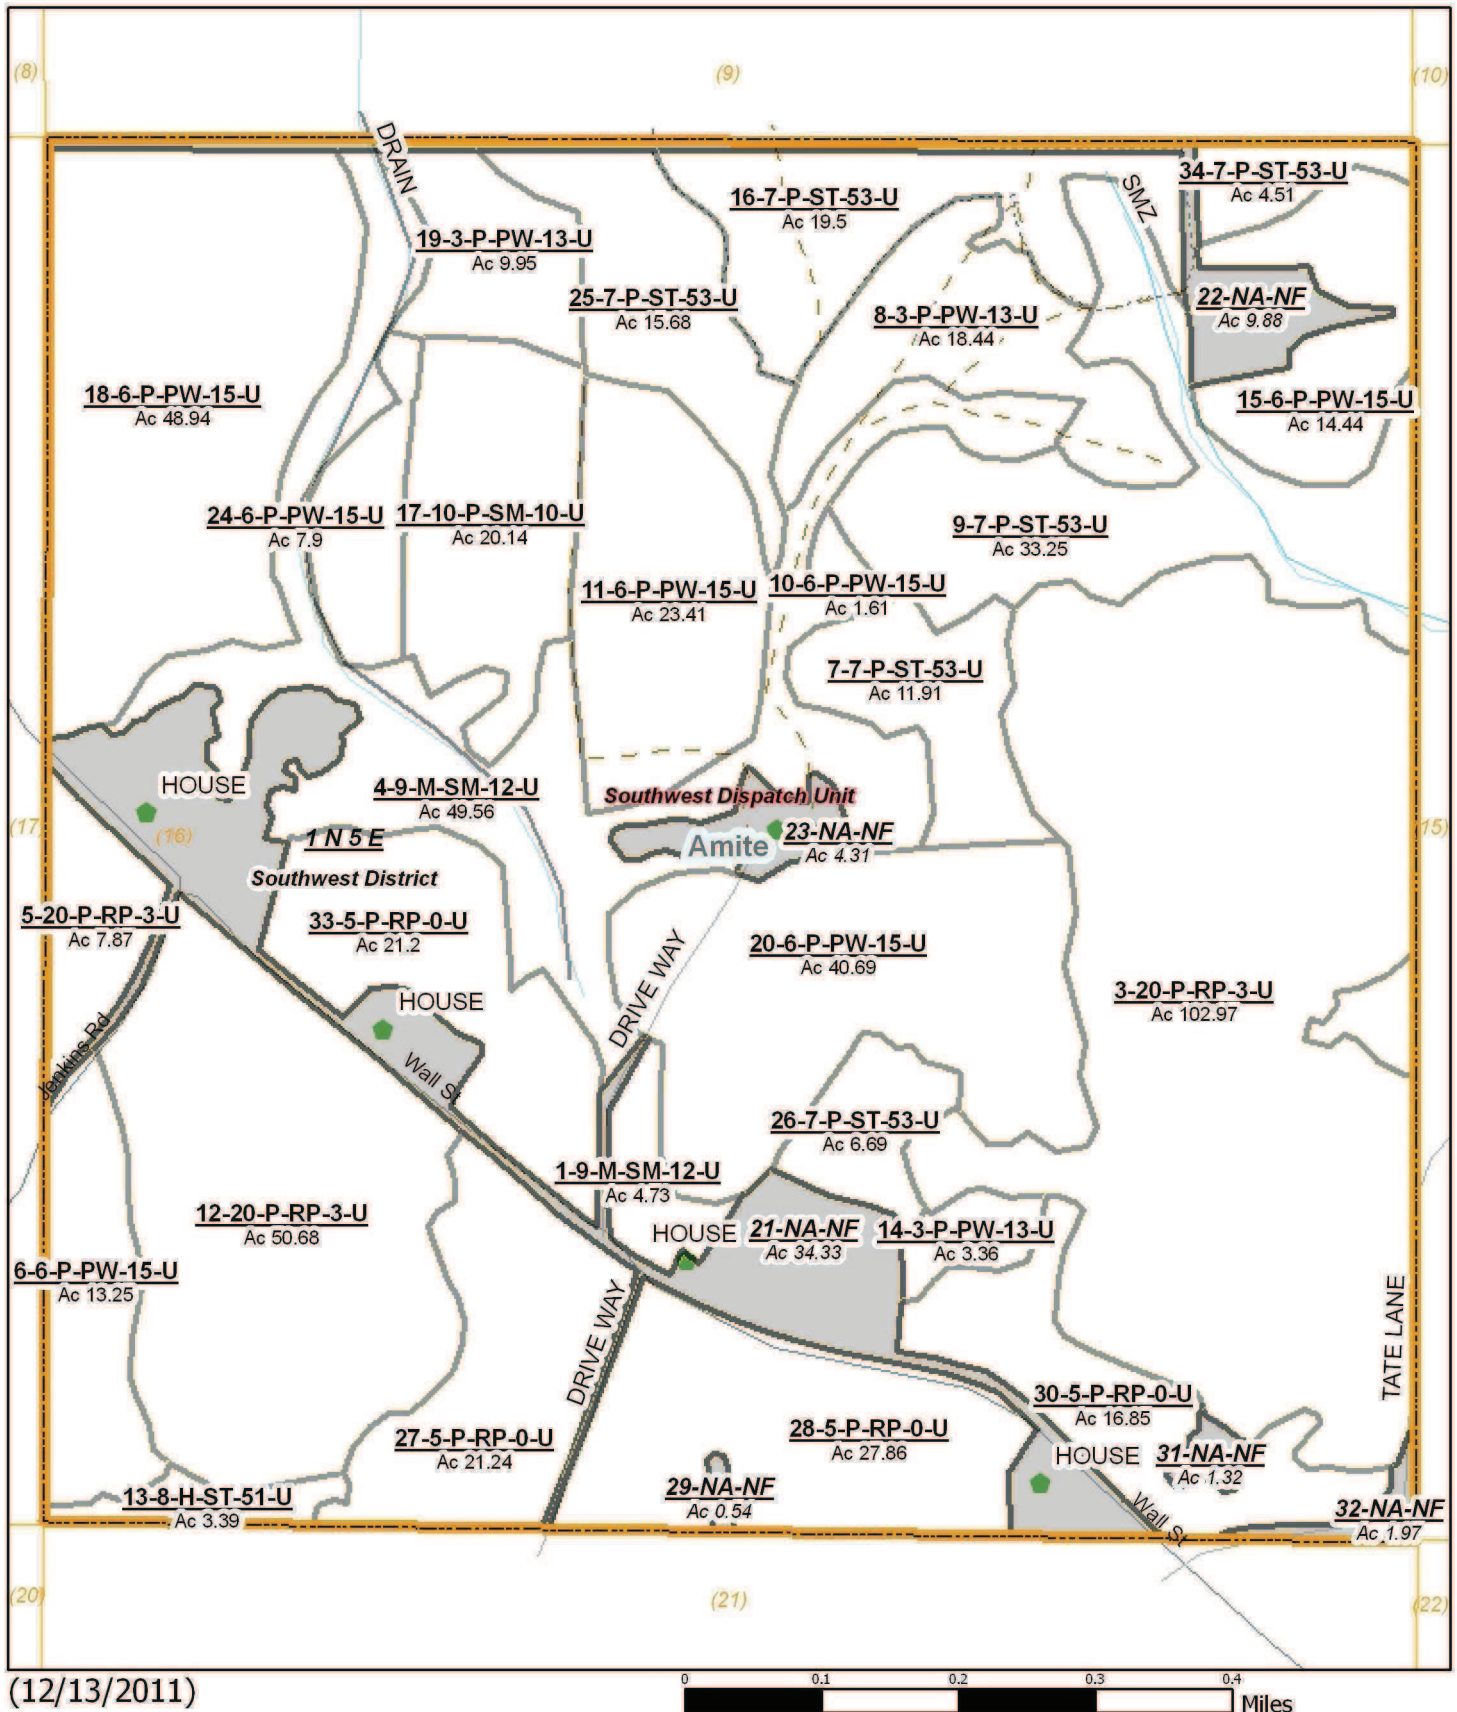 (8)
(9)
(10)
DRAIN
SMZ
34-7-P-ST-53-U
Ac 4.51
16-7-P-ST-53-U
Ac 19.5
19-3-P-PW-13-U
Ac 9.95
25-7-P-ST-53-U
Ac 15.68
22-NA-NF
Ac 9.88
8-3-P-PW-13-U
Ac 18.44
18-6-P-PW-15-U
Ac 48.94
15-6-P-PW-15-U
Ac 14.44
24-6-P-PW-15-U
Ac 7.9
17-10-P-SM-10-U
Ac 20.14
9-7-P-ST-53-U
Ac 33.25
11-6-P-PW-15-U
Ac 23.41
10-6-P-PW-15-U
Ac 1.61
7-7-P-ST-53-U
Ac 11.91
HOUSE
4-9-M-SM-12-U
Ac 49.56
Southwest Dispatch Unit
(17)
(16)
1 N 5 E
Amite
23-NA-NF
Ac 4.31
(15)
Southwest District
5-20-P-RP-3-U
Ac 7.87
33-5-P-RP-0-U
Ac 21.2
20-6-P-PW-15-U
Ac 40.69
DRIVE WAY
HOUSE
3-20-P-RP-3-U
Ac 102.97
Jenkins Rd
Wall St
26-7-P-ST-53-U
Ac 6.69
1-9-M-SM-12-U
Ac 4.73
12-20-P-RP-3-U
Ac 50.68
HOUSE
21-NA-NF
Ac 34.33
14-3-P-PW-13-U
Ac 3.36
6-6-P-PW-15-U
Ac 13.25
DRIVE WAY
TATE LANE
30-5-P-RP-0-U
Ac 16.85
27-5-P-RP-0-U
Ac 21.24
28-5-P-RP-0-U
Ac 27.86
HOUSE
31-NA-NF
Ac 1.32
29-NA-NF
Ac 0.54
13-8-H-ST-51-U
Ac 3.39
Wall St
32-NA-NF
Ac 1.97
(20)
(21)
(22)
(12/13/2011)
0 0.1 0.2 0.3 0.4
Miles